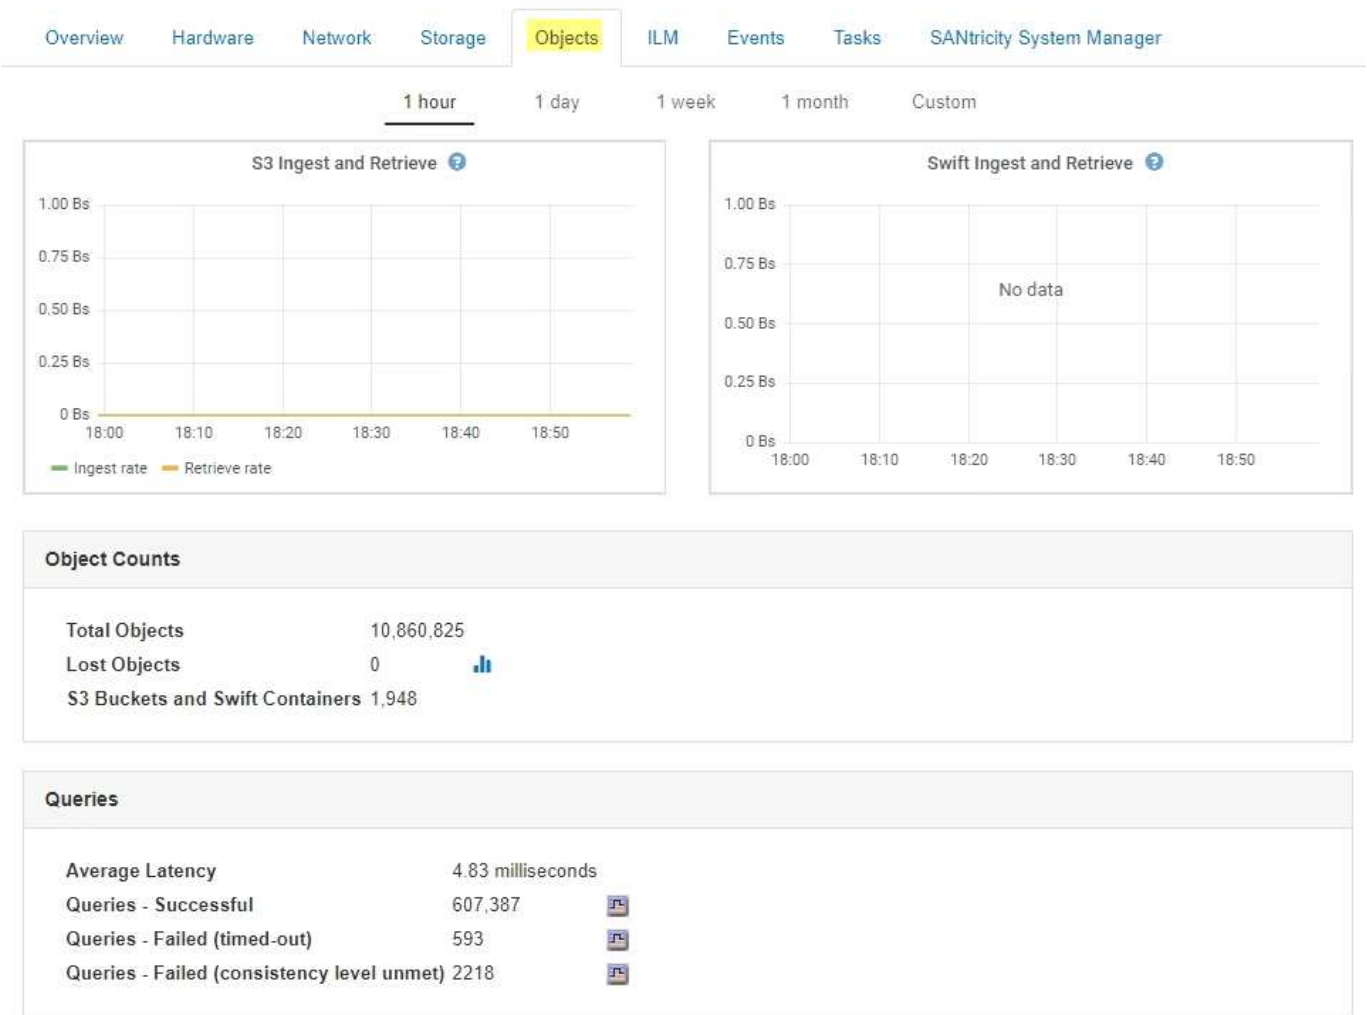 Overview Hardware Network Storage Objects ILM Events Tasks SANtricity System Manager
1 hour 1 day 1 week 1 month Custom
S3 Ingest and Retrieve
1.00 Bs
0.75 Bs
0.50 Bs
0.25 Bs
0 Bs
18:00 18:10 18:20 18:30 18:40 18:50
Ingest rate Retrieve rate
Swift Ingest and Retrieve
1.00 Bs
0.75 Bs
No data
0.50 Bs
0.25 Bs
0 Bs
18:00 18:10 18:20 18:30 18:40 18:50
Object Counts
Total Objects 10,860,825
Lost Objects 0
S3 Buckets and Swift Containers 1,948
Queries
Average Latency 4.83 milliseconds
Queries - Successful 607,387
Queries - Failed (timed-out) 593
Queries - Failed (consistency level unmet) 2218